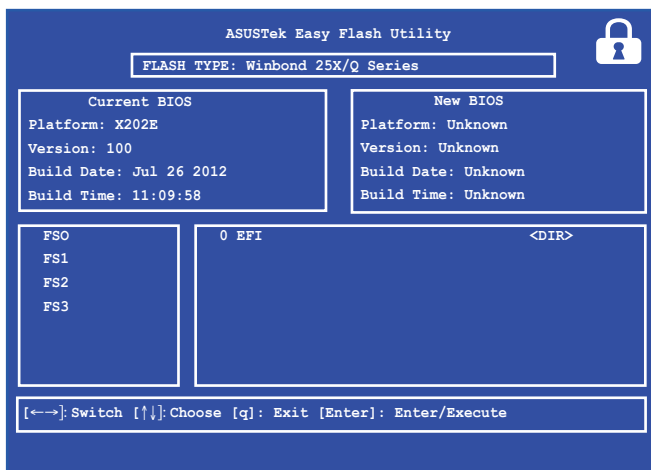 ASUSTek Easy Flash Utility
FLASH TYPE: Winbond 25X/Q Series
Current BIOS
Platform: X202E
Version: 100
Build Date: Jul 26 2012
Build Time: 11:09:58
New BIOS
Platform: Unknown
Version: Unknown
Build Date: Unknown
Build Time: Unknown
FSO
FS1
FS2
FS3
0 EFI <DIR>
[←→]: Switch [↑↓]: Choose [q]: Exit [Enter]: Enter/Execute